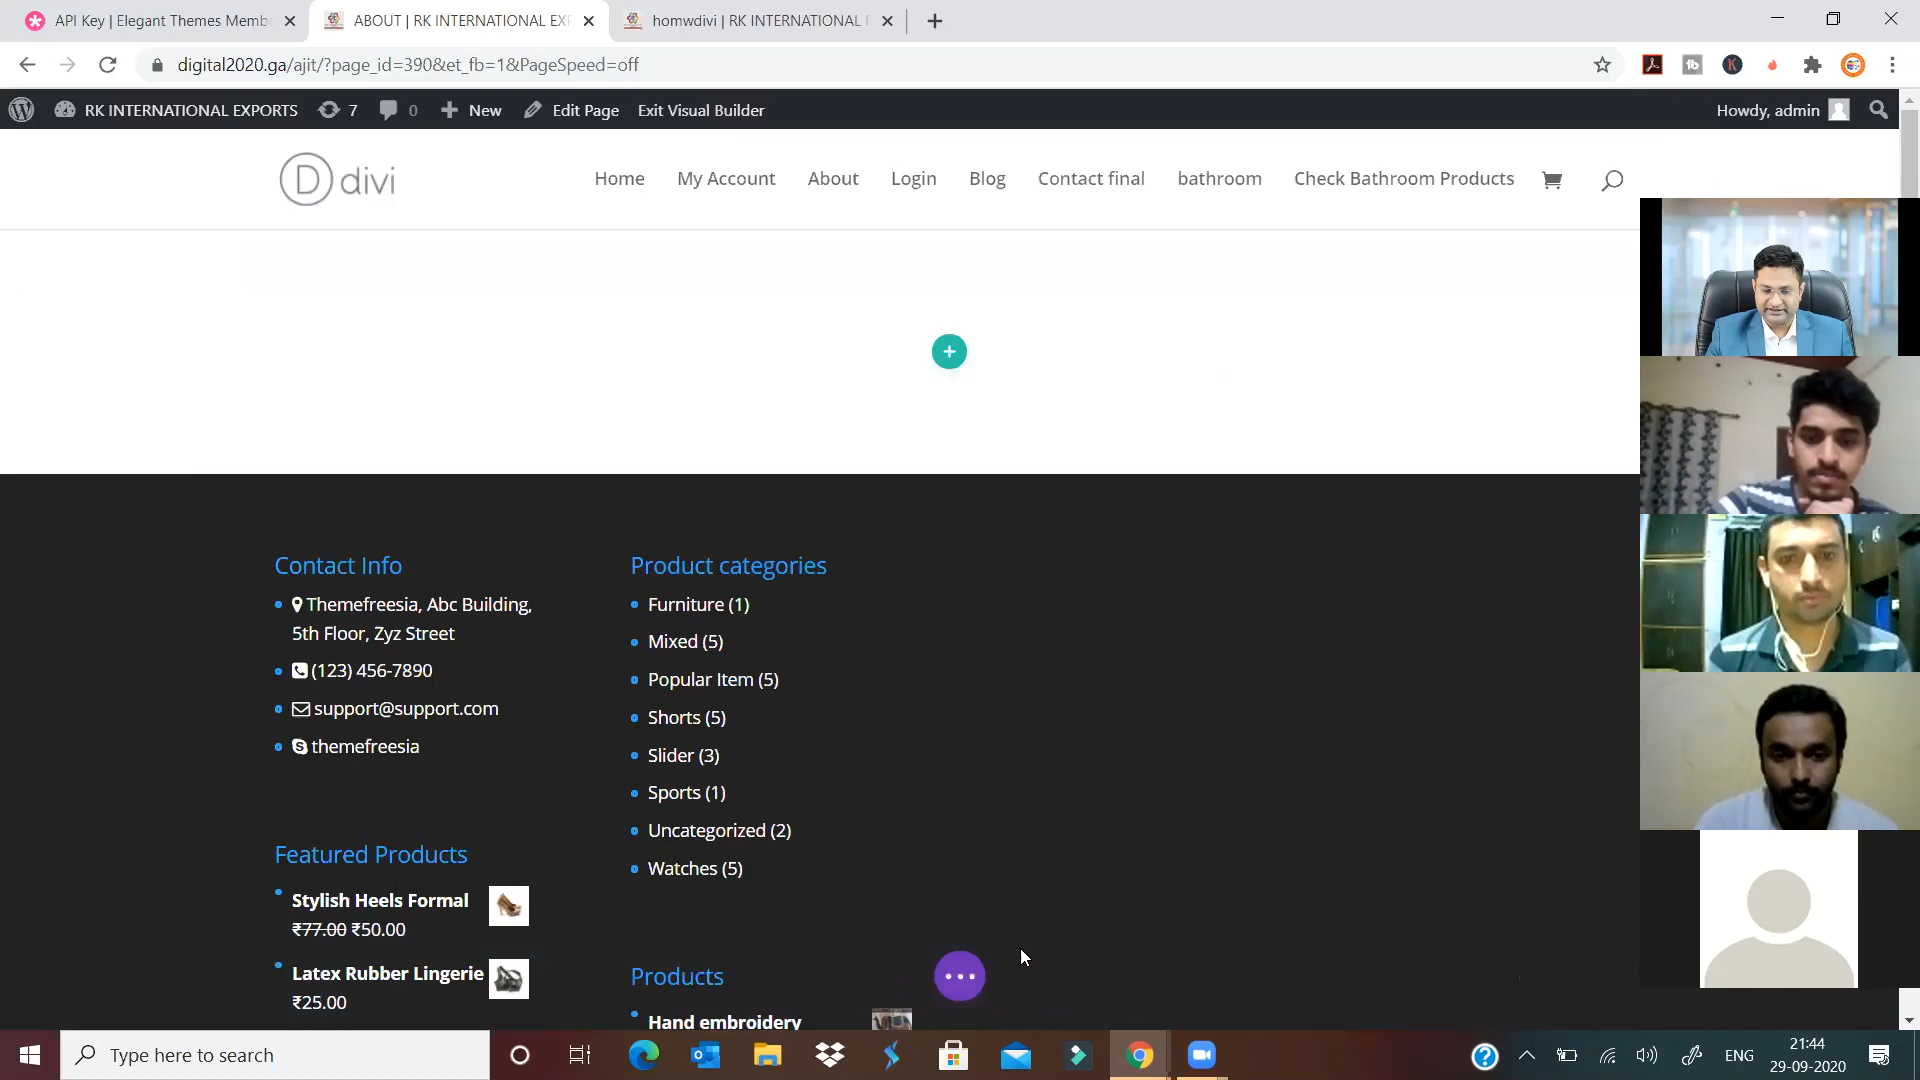 API Key | Elegant Themes Membe
ABOUT | RK INTERNATIONAL EXP
homwdivi | RK INTERNATIONAL E
digital2020.ga/ajit/?page_id=390&et_fb=1&PageSpeed=off
RK INTERNATIONAL EXPORTS 7 0 New Edit Page Exit Visual Builder Howdy, admin
D divi
Home My Account About Login Blog Contact final bathroom Check Bathroom Products
Contact Info
Themefreesia, Abc Building,
5th Floor, Zyz Street
(123) 456-7890
support@support.com
themefreesia
Featured Products
Stylish Heels Formal
₹77.00 ₹50.00
Latex Rubber Lingerie
₹25.00
Product categories
Furniture (1)
Mixed (5)
Popular Item (5)
Shorts (5)
Slider (3)
Sports (1)
Uncategorized (2)
Watches (5)
Products
Hand embroidery
Type here to search
ENG
21:44
29-09-2020